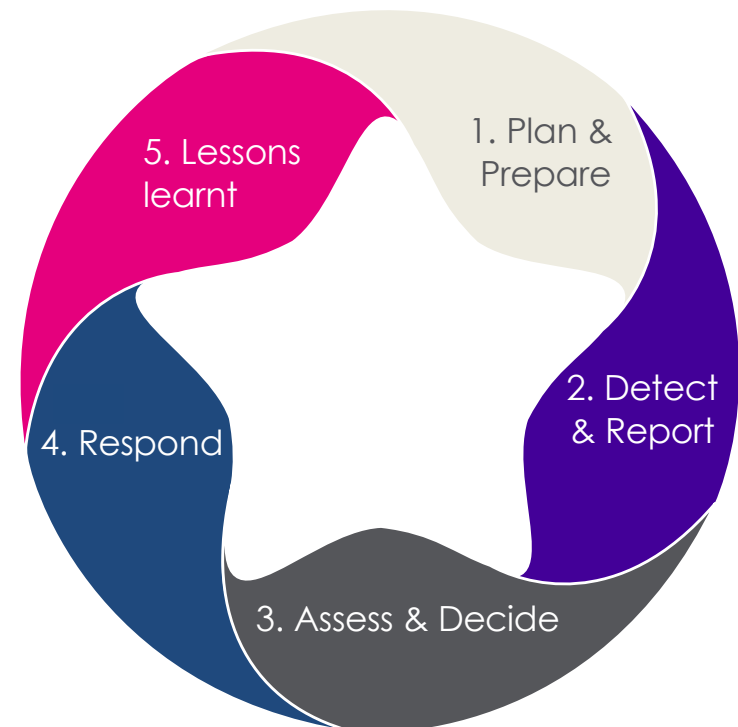 1. Plan &
Prepare
2. Detect
& Report
3. Assess & Decide
4. Respond
5. Lessons
learnt